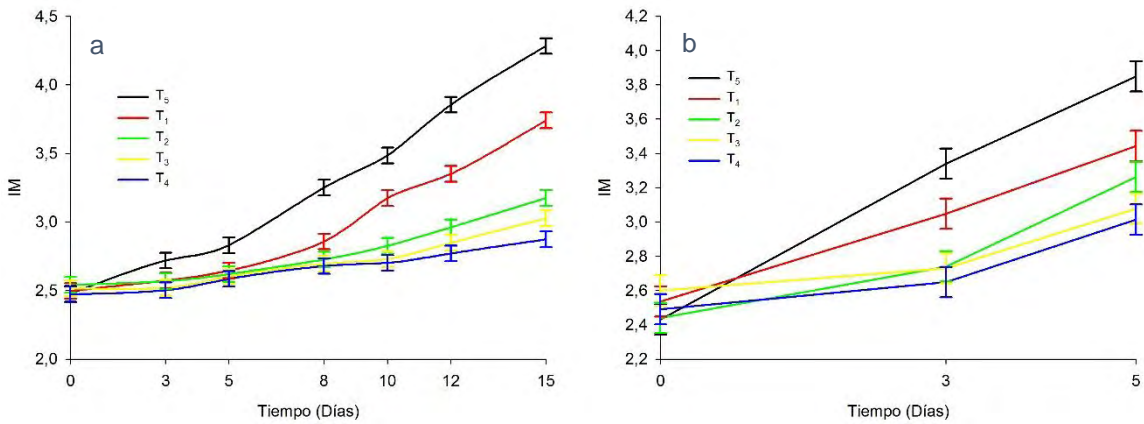 a
4,5
4,0
3,5
3,0
2,5
2,0
IM
T5
T1
T2
T3
T4
0 3 5 8 10 12 15
Tiempo (Días)
b
4,2
4,0
3,8
3,6
3,4
3,2
3,0
2,8
2,6
2,4
2,2
IM
T5
T1
T2
T3
T4
0 3 5
Tiempo (Días)